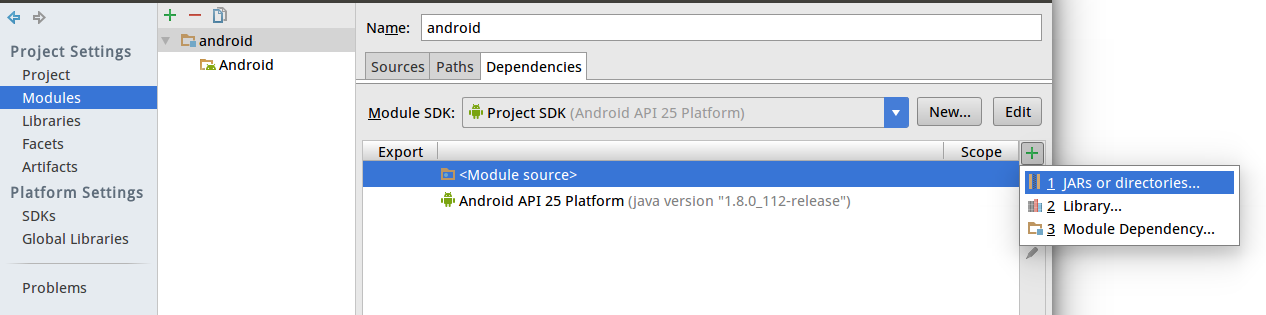 Project Settings
Project
Modules
Libraries
Facets
Artifacts
Platform Settings
SDKs
Global Libraries
Problems
android
Android
Name: android
Sources Paths Dependencies
Module SDK: Project SDK (Android API 25 Platform) New... Edit
Export Scope
<Module source>
Android API 25 Platform (java version "1.8.0_112-release")
1 JARs or directories...
2 Library...
3 Module Dependency...